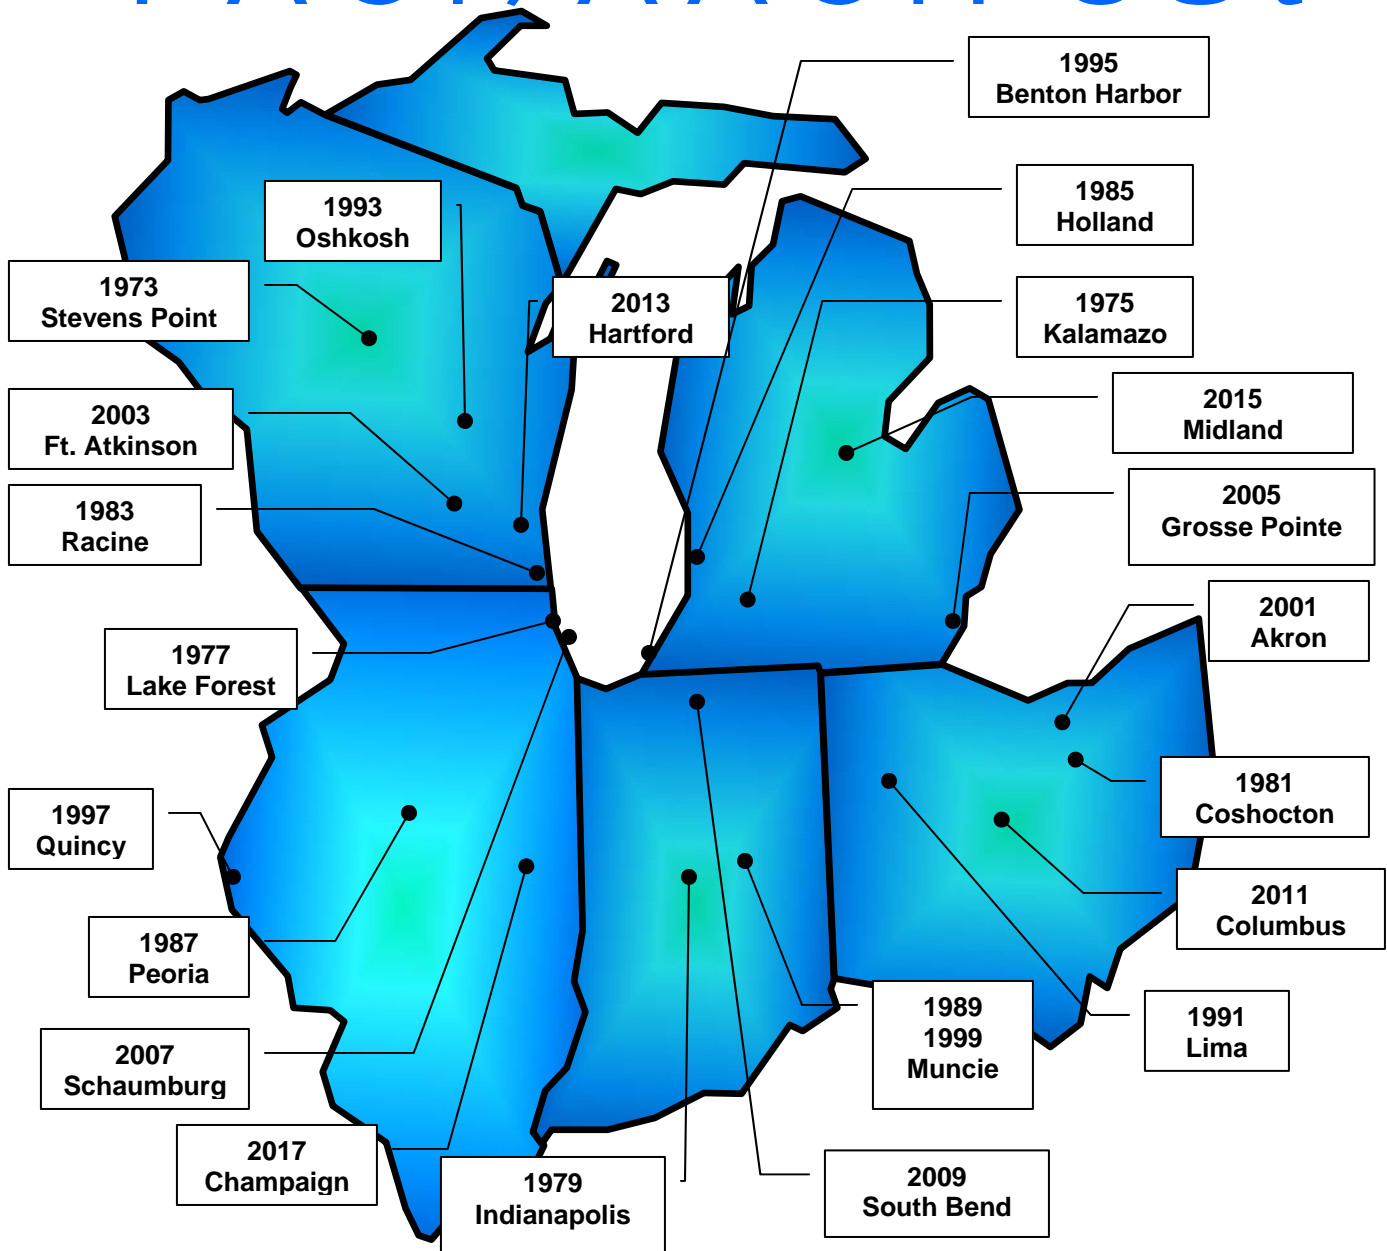 1995
Benton Harbor
1985
Holland
1993
Oshkosh
1973
Stevens Point
2013
Hartford
1975
Kalamazo
2003
Ft. Atkinson
2015
Midland
1983
Racine
2005
Grosse Pointe
2001
Akron
1977
Lake Forest
1981
Coshocton
1997
Quincy
2011
Columbus
1987
Peoria
1989
1999
Muncie
1991
Lima
2007
Schaumburg
2017
Champaign
1979
Indianapolis
2009
South Bend